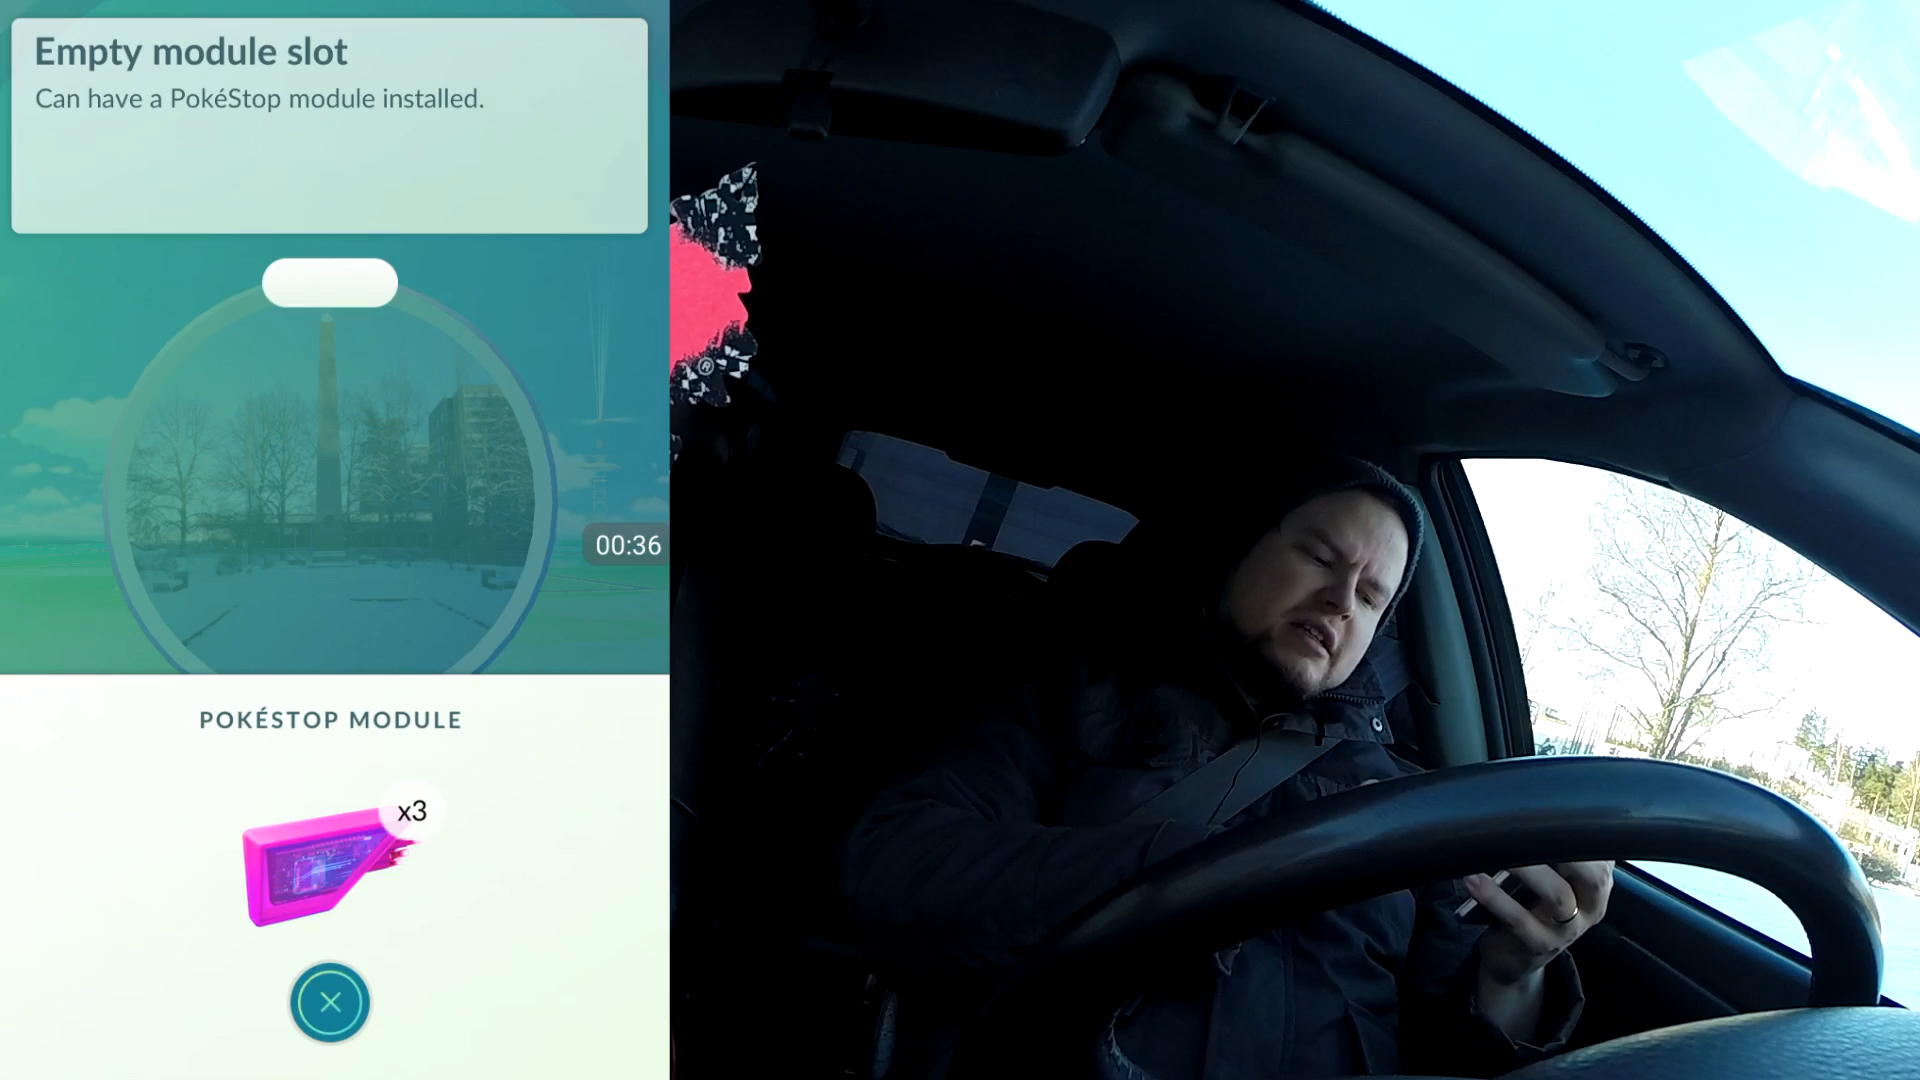 Empty module slot
Can have a PokéStop module installed.
00:36
POKÉSTOP MODULE
x3
®